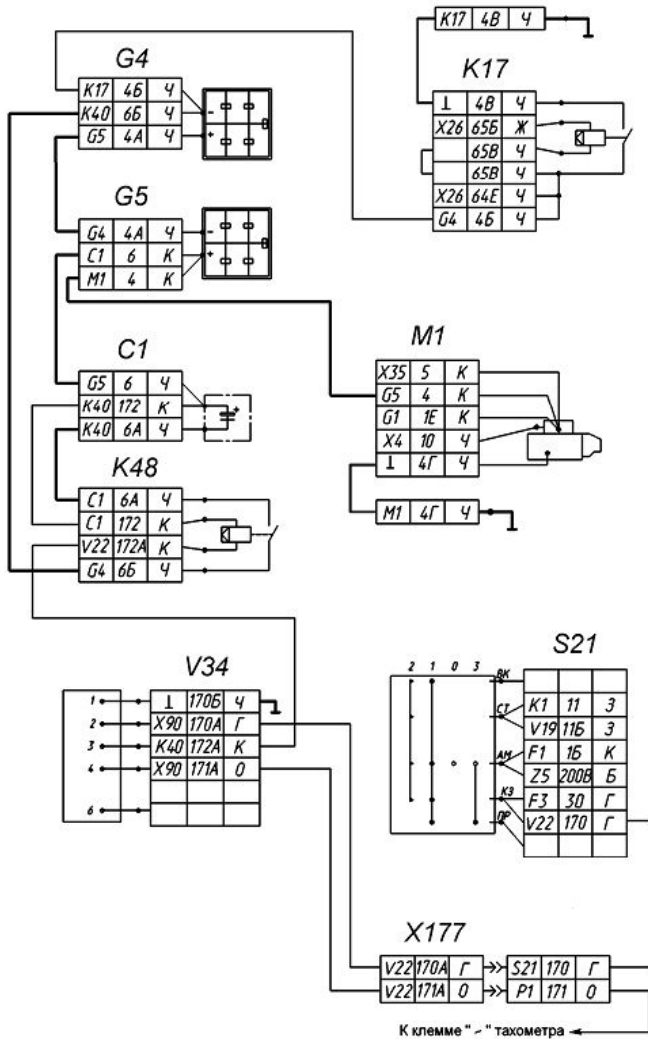 K17 4В Ч
G4
K17 4Б Ч
K40 6Б Ч
G5 4А Ч
- +
K17
⊥ 4В Ч
X26 65Б Ж
65В Ч
65В Ч
X26 64Е Ч
G4 4Б Ч
G5
G4 4А Ч
C1 6 К
M1 4 К
- +
C1
G5 6 Ч
K40 172 К
K40 6А Ч
+
M1
X35 5 К
G5 4 К
G1 1Е К
X4 10 Ч
⊥ 4Г Ч
M1 4Г Ч
K48
C1 6А Ч
C1 172 К
V22 172А К
G4 6Б Ч
V34
1 ⊥ 170Б Ч
2 X90 170А Г
3 K40 172А К
4 X90 171А О
6
S21
2 1 0 3
ВК
СТ K1 11 З
V19 11Б З
АМ F1 1Б К
Z5 200В Б
КЗ F3 30 Г
V22 170 Г
ПР
X177
V22 170А Г S21 170 Г
V22 171А О P1 171 О
К клемме " ~ " тахометра